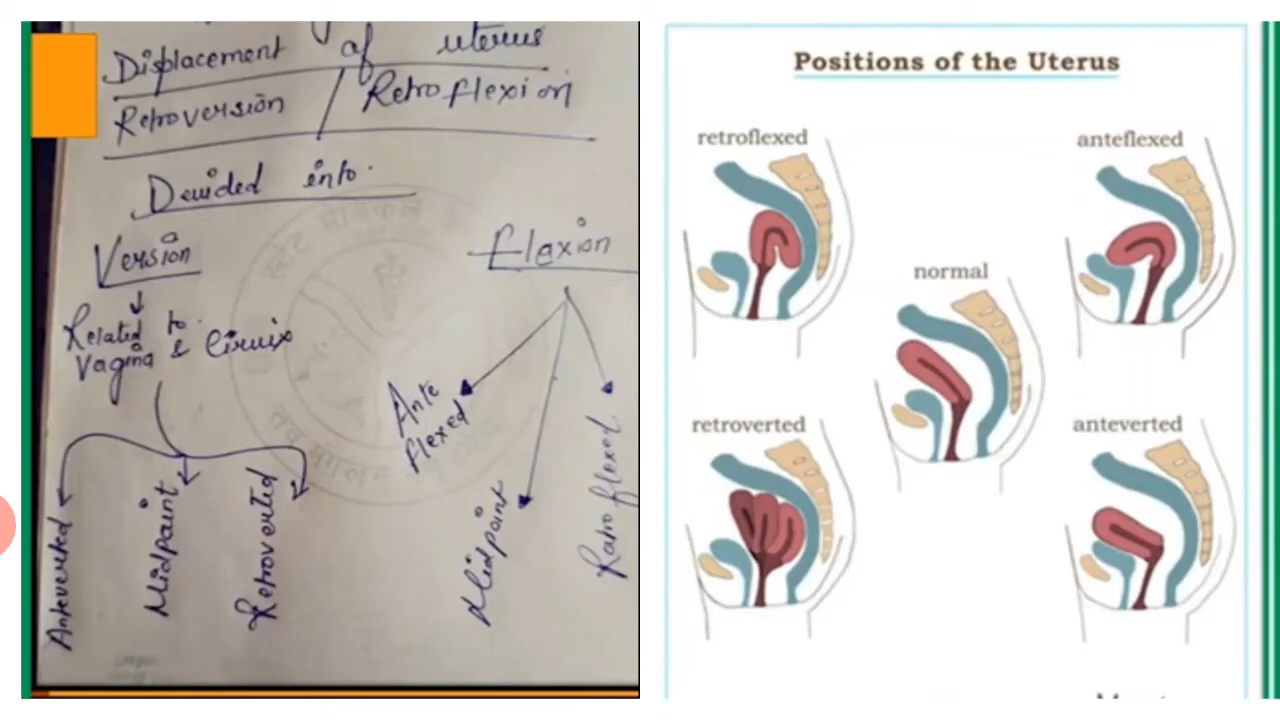 Displacement of uterus
Retroversion / Retroflexion
Devided into.
Version
Flexion
Related to
Vagina & Cirvix
Anteverted
Midpoint
Retroverted
Ante
flexed
Midpoint
Retroflexed
Positions of the Uterus
retroflexed
anteflexed
normal
retroverted
anteverted